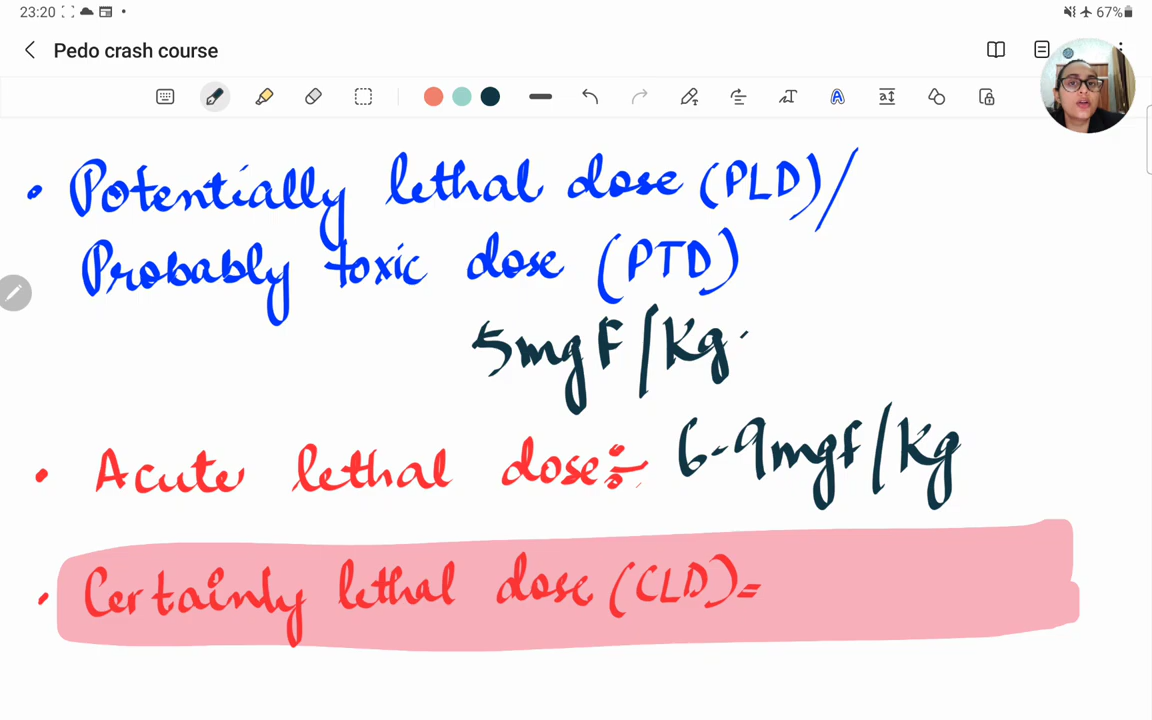 23:20
67%
Pedo crash course
• Potentially lethal dose (PLD)/
Probably toxic dose (PTD)
5mgF/Kg.
• Acute lethal dose:- 6-9mgf/Kg
• Certainly lethal dose (CLD)=